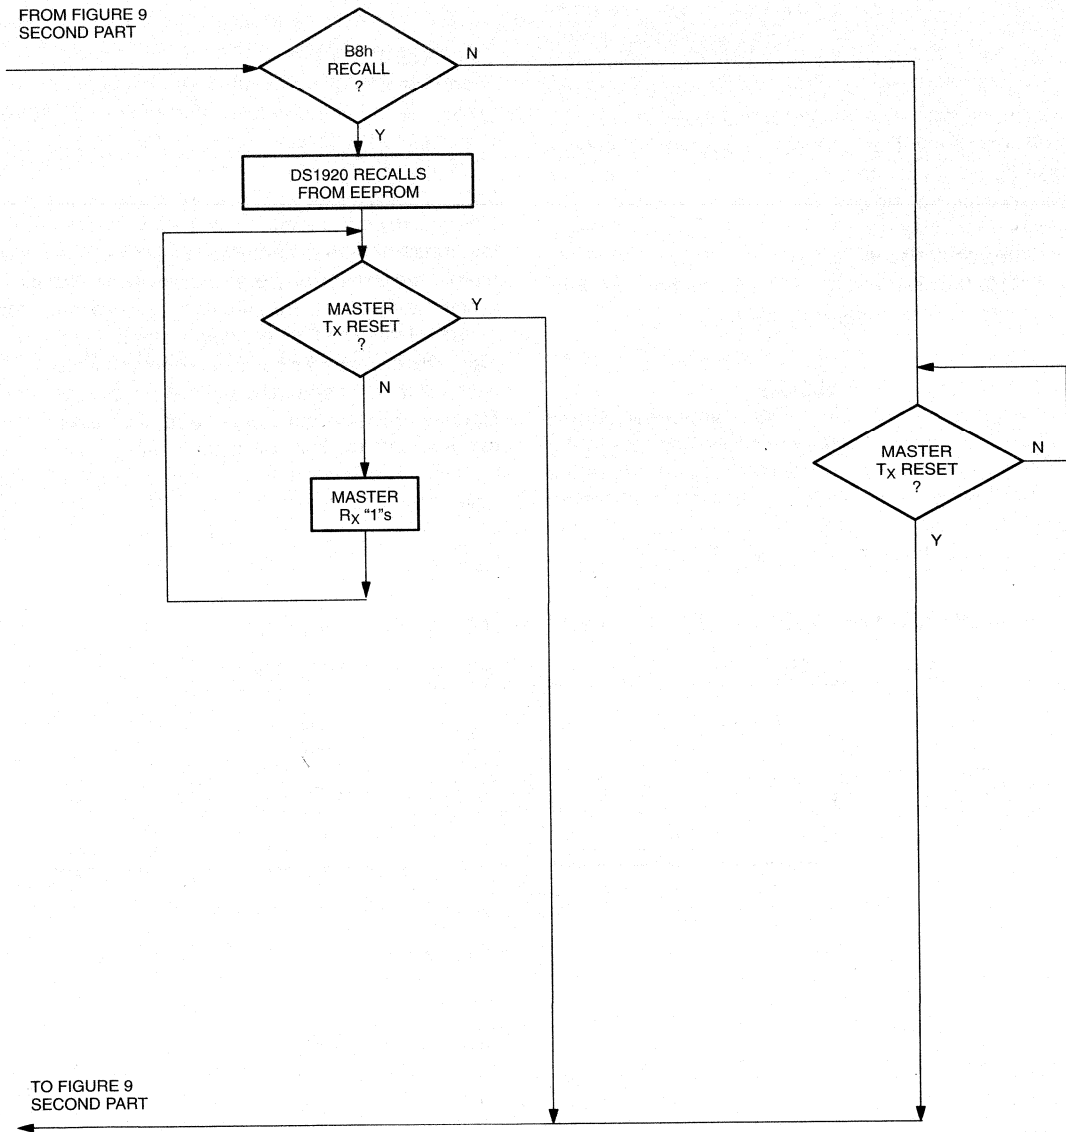 FROM FIGURE 9
SECOND PART
B8h
RECALL
?
N
Y
DS1920 RECALLS
FROM EEPROM
MASTER
TX RESET
?
Y
N
MASTER
RX "1"s
MASTER
TX RESET
?
N
Y
TO FIGURE 9
SECOND PART